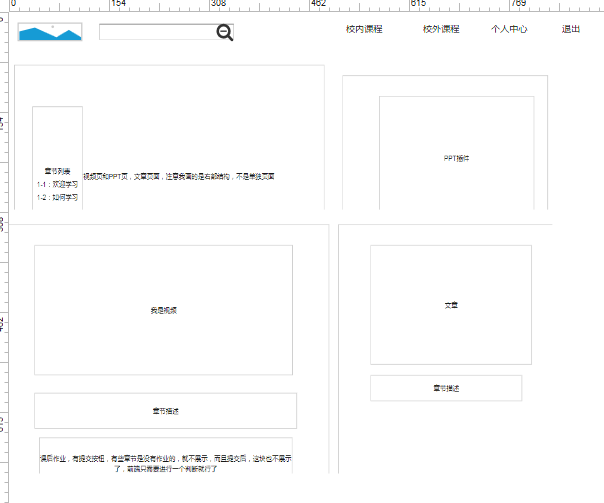 0 154 308 462 615 769
校内课程 校外课程 个人中心 退出
章节列表
1-1：欢迎学习
1-2：如何学习
视频页和PPT页，文章页面，注意我画的是右部结构，不是单独页面
PPT插件
我是视频
文章
章节描述
章节描述
课后作业，有提交按钮，有些章节是没有作业的，就不展示，而且提交后，这块也不展示
了，前端只需要进行一个判断就行了